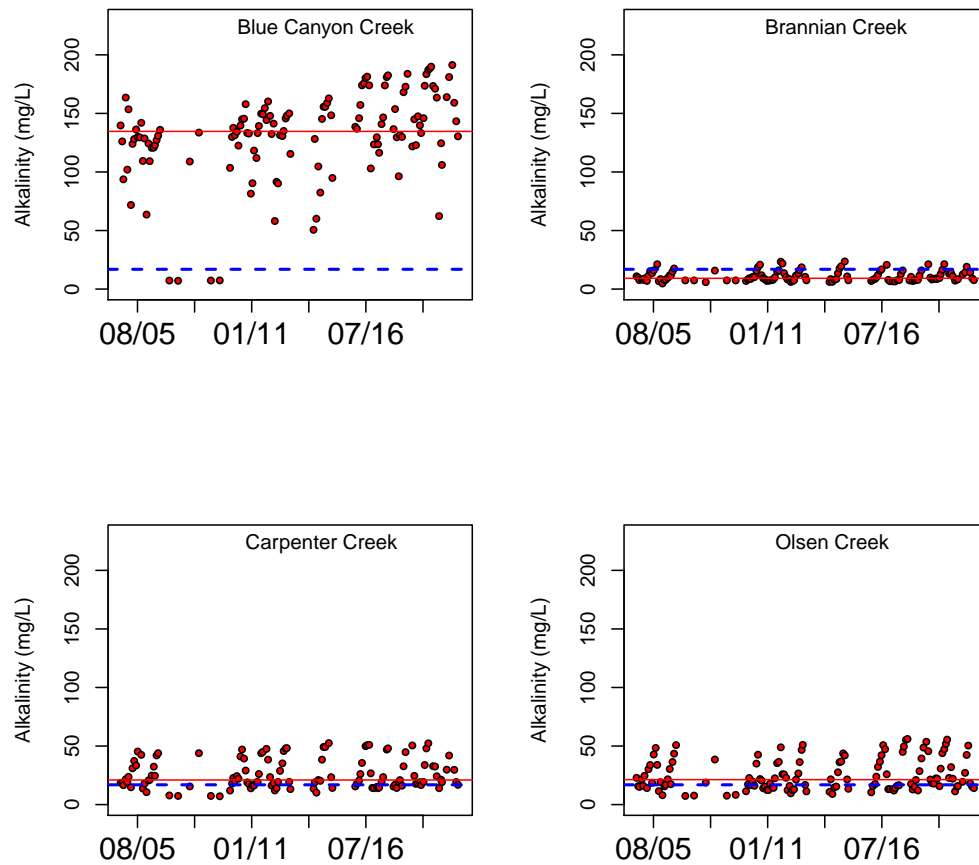 Blue Canyon Creek
Alkalinity (mg/L)
200
150
100
50
0
08/05 01/11 07/16
Brannian Creek
Alkalinity (mg/L)
200
150
100
50
0
08/05 01/11 07/16
Carpenter Creek
Alkalinity (mg/L)
200
150
100
50
0
08/05 01/11 07/16
Olsen Creek
Alkalinity (mg/L)
200
150
100
50
0
08/05 01/11 07/16